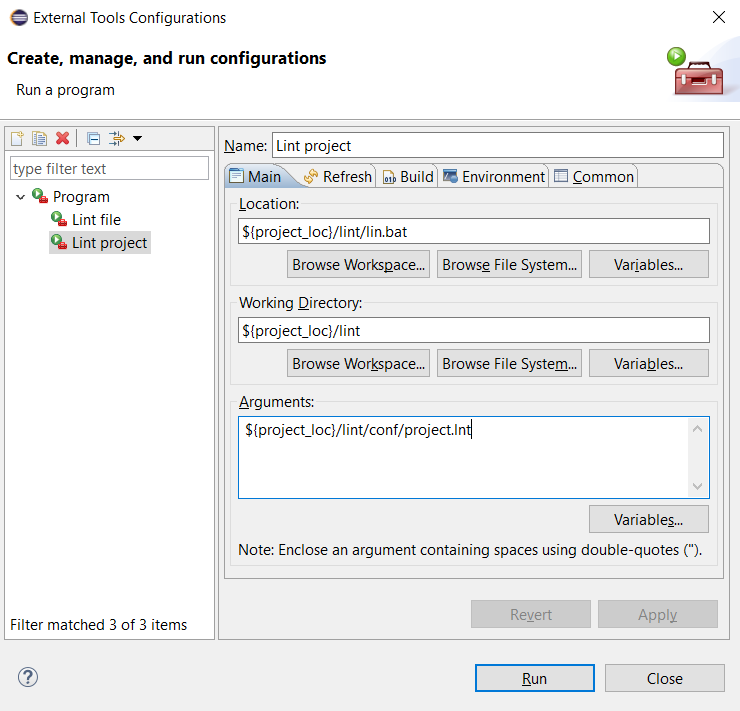 External Tools Configurations
Create, manage, and run configurations
Run a program
type filter text
Program
Lint file
Lint project
Filter matched 3 of 3 items
Name: Lint project
Main Refresh Build Environment Common
Location:
${project_loc}/lint/lin.bat
Browse Workspace... Browse File System... Variables...
Working Directory:
${project_loc}/lint
Browse Workspace... Browse File System... Variables...
Arguments:
${project_loc}/lint/conf/project.lnt
Variables...
Note: Enclose an argument containing spaces using double-quotes (").
Revert Apply
? Run Close